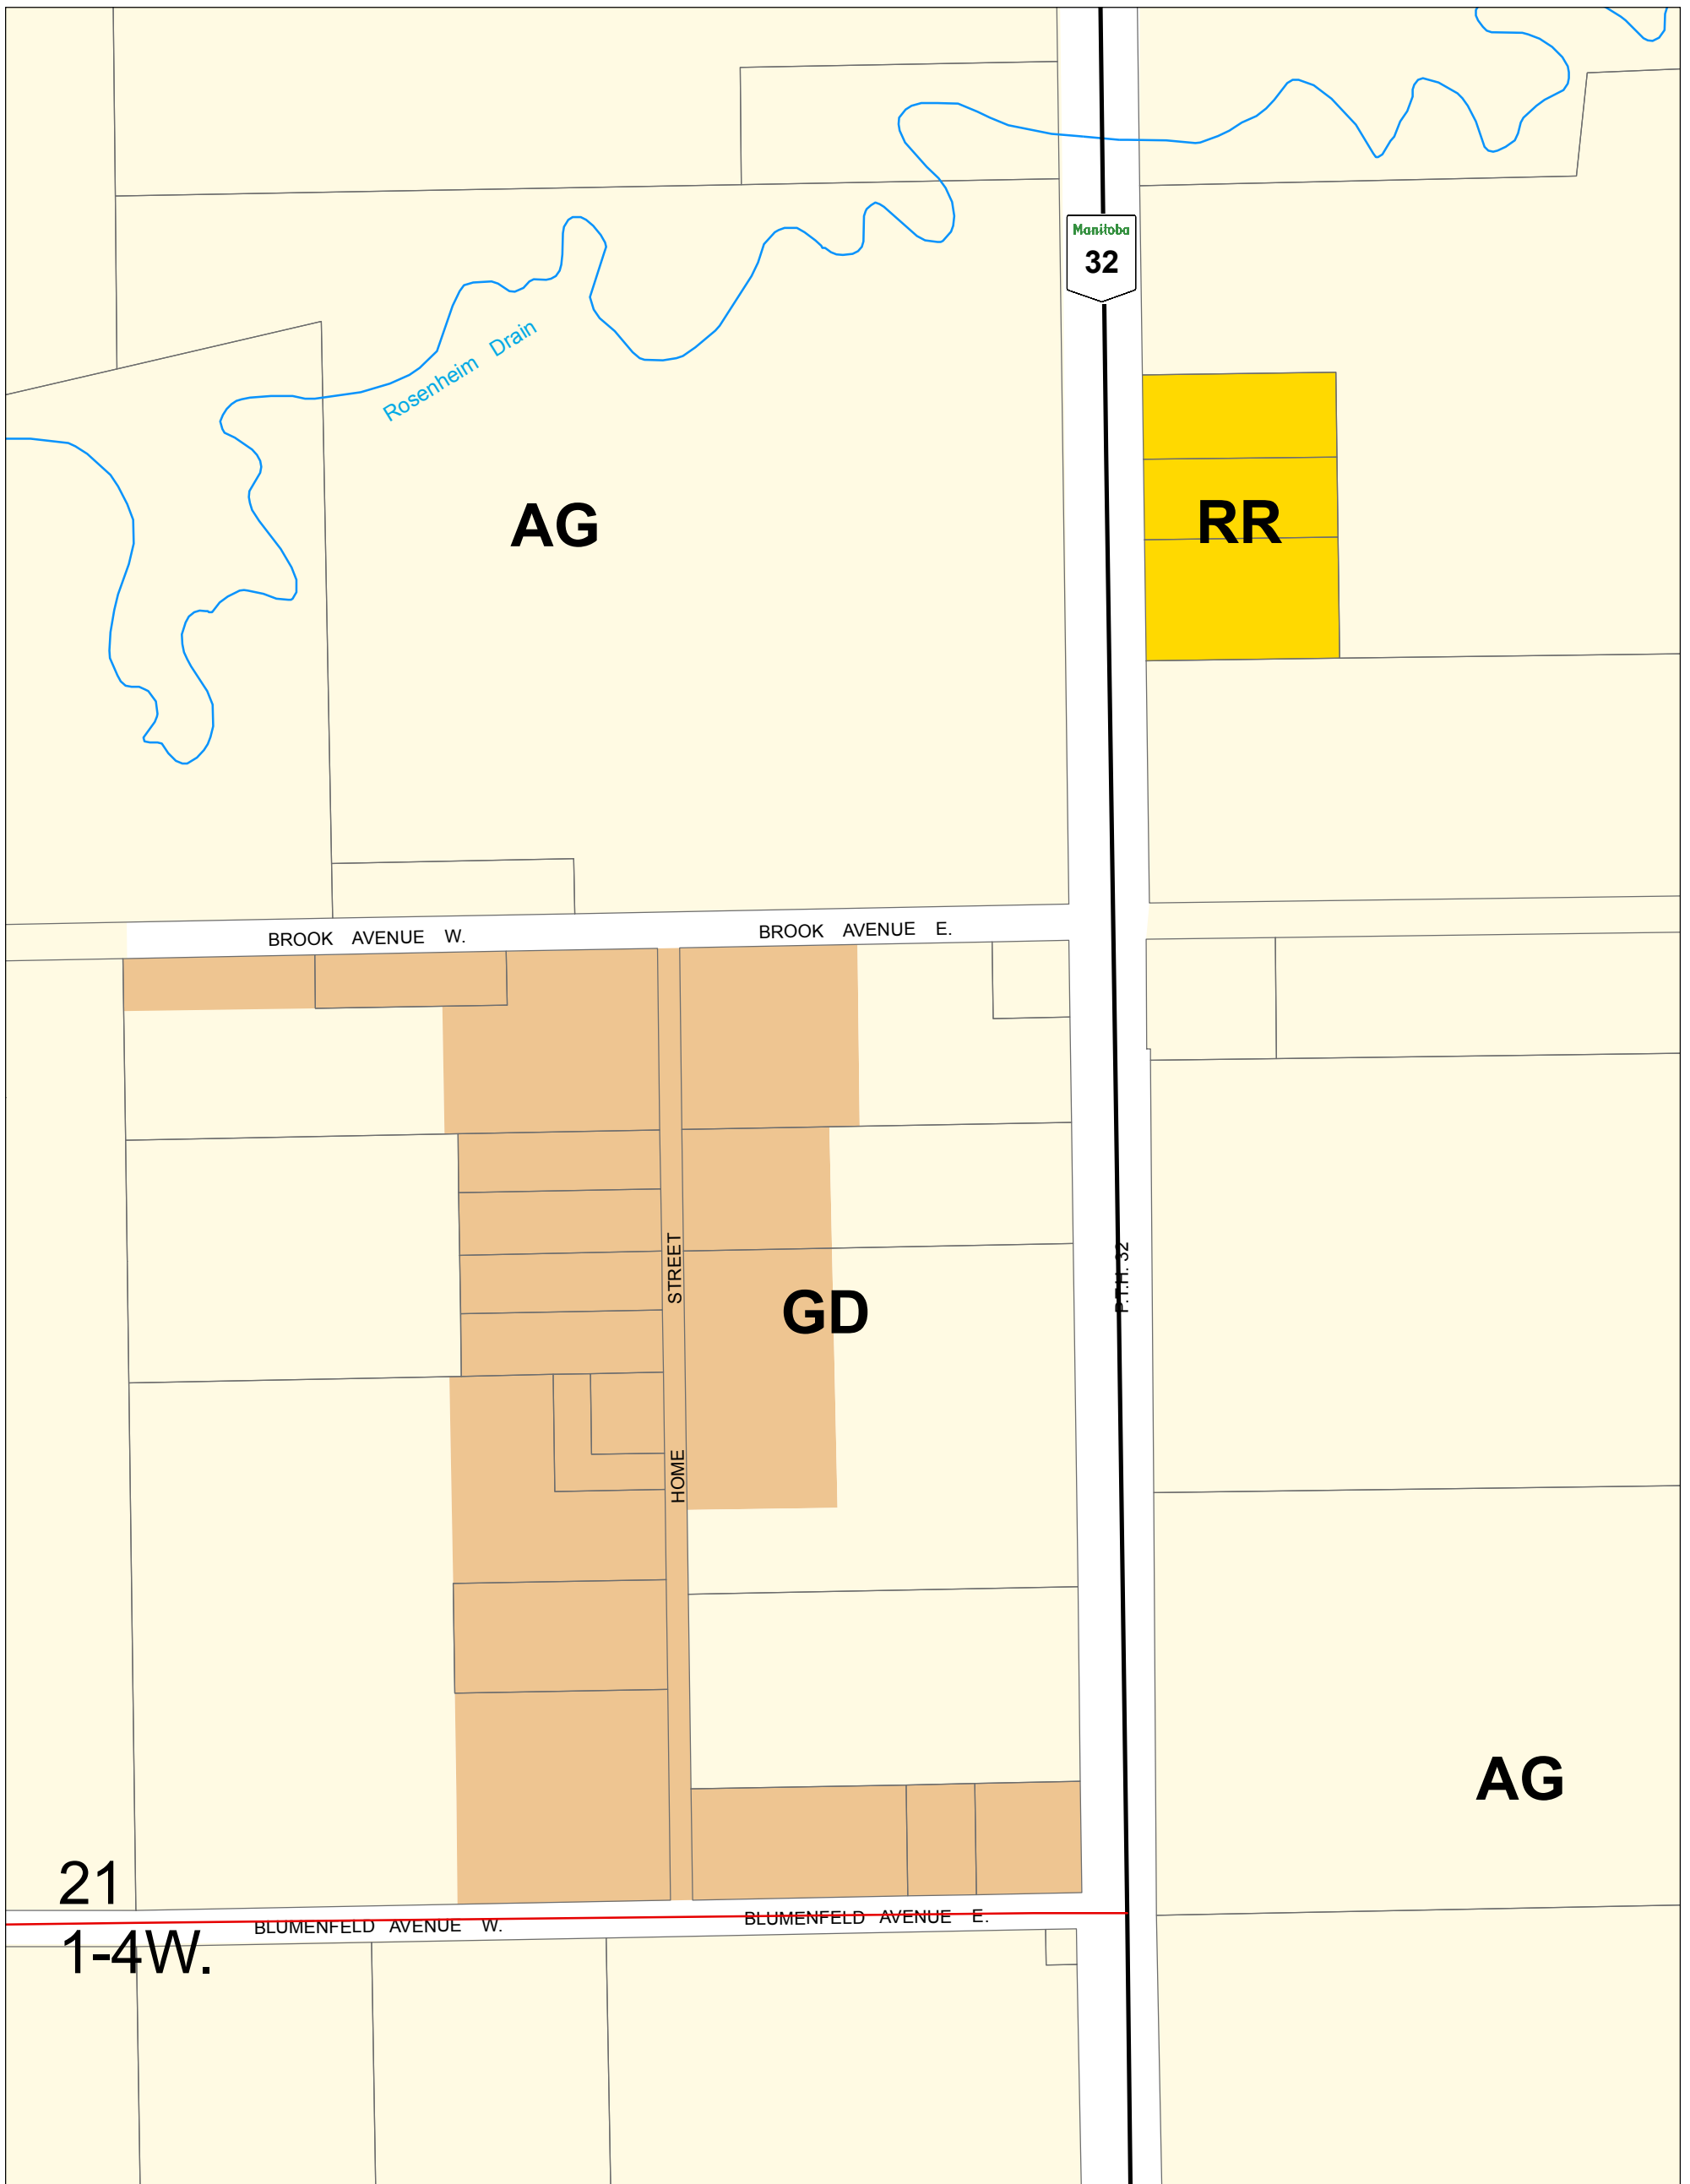 Manitoba
32
Rosenheim Drain
AG
RR
BROOK AVENUE W.
BROOK AVENUE E.
STREET
P.T.H. 32
GD
HOME
AG
21
BLUMENFELD AVENUE W.
BLUMENFELD AVENUE E.
1-4W.